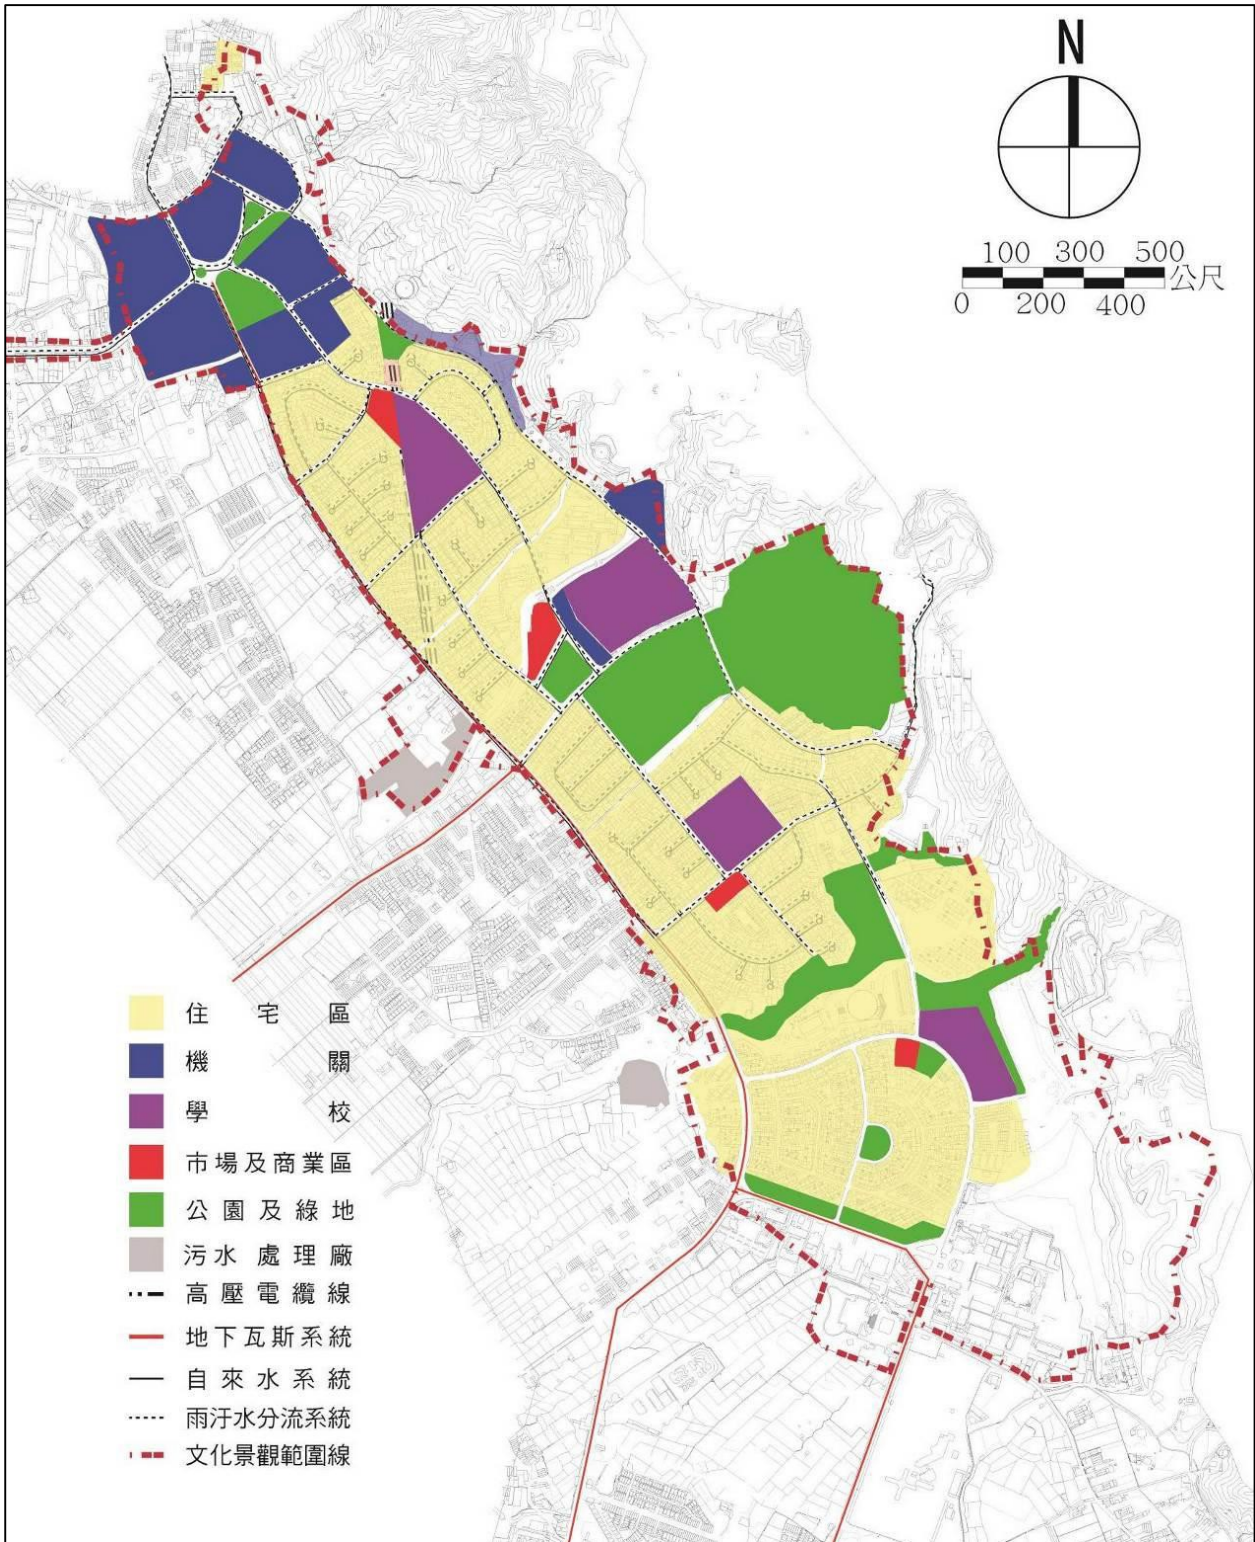 N
100 300 500
公尺
0 200 400
住宅區
機關
學校
市場及商業區
公園及綠地
污水處理廠
高壓電纜線
地下瓦斯系統
自來水系統
雨汙水分流系統
文化景觀範圍線